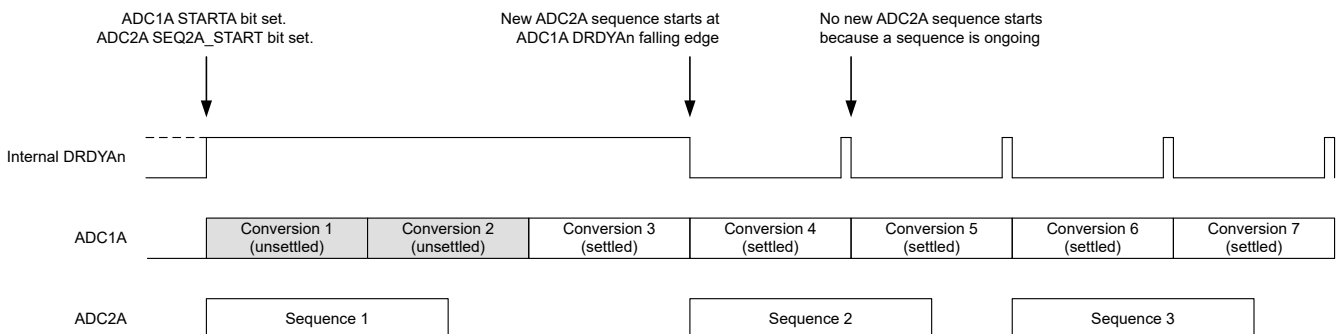 ADC1A STARTA bit set.
ADC2A SEQ2A_START bit set.
New ADC2A sequence starts at
ADC1A DRDYAn falling edge
No new ADC2A sequence starts
because a sequence is ongoing
Internal DRDYAn
ADC1A
Conversion 1
(unsettled)
Conversion 2
(unsettled)
Conversion 3
(settled)
Conversion 4
(settled)
Conversion 5
(settled)
Conversion 6
(settled)
Conversion 7
(settled)
ADC2A
Sequence 1
Sequence 2
Sequence 3